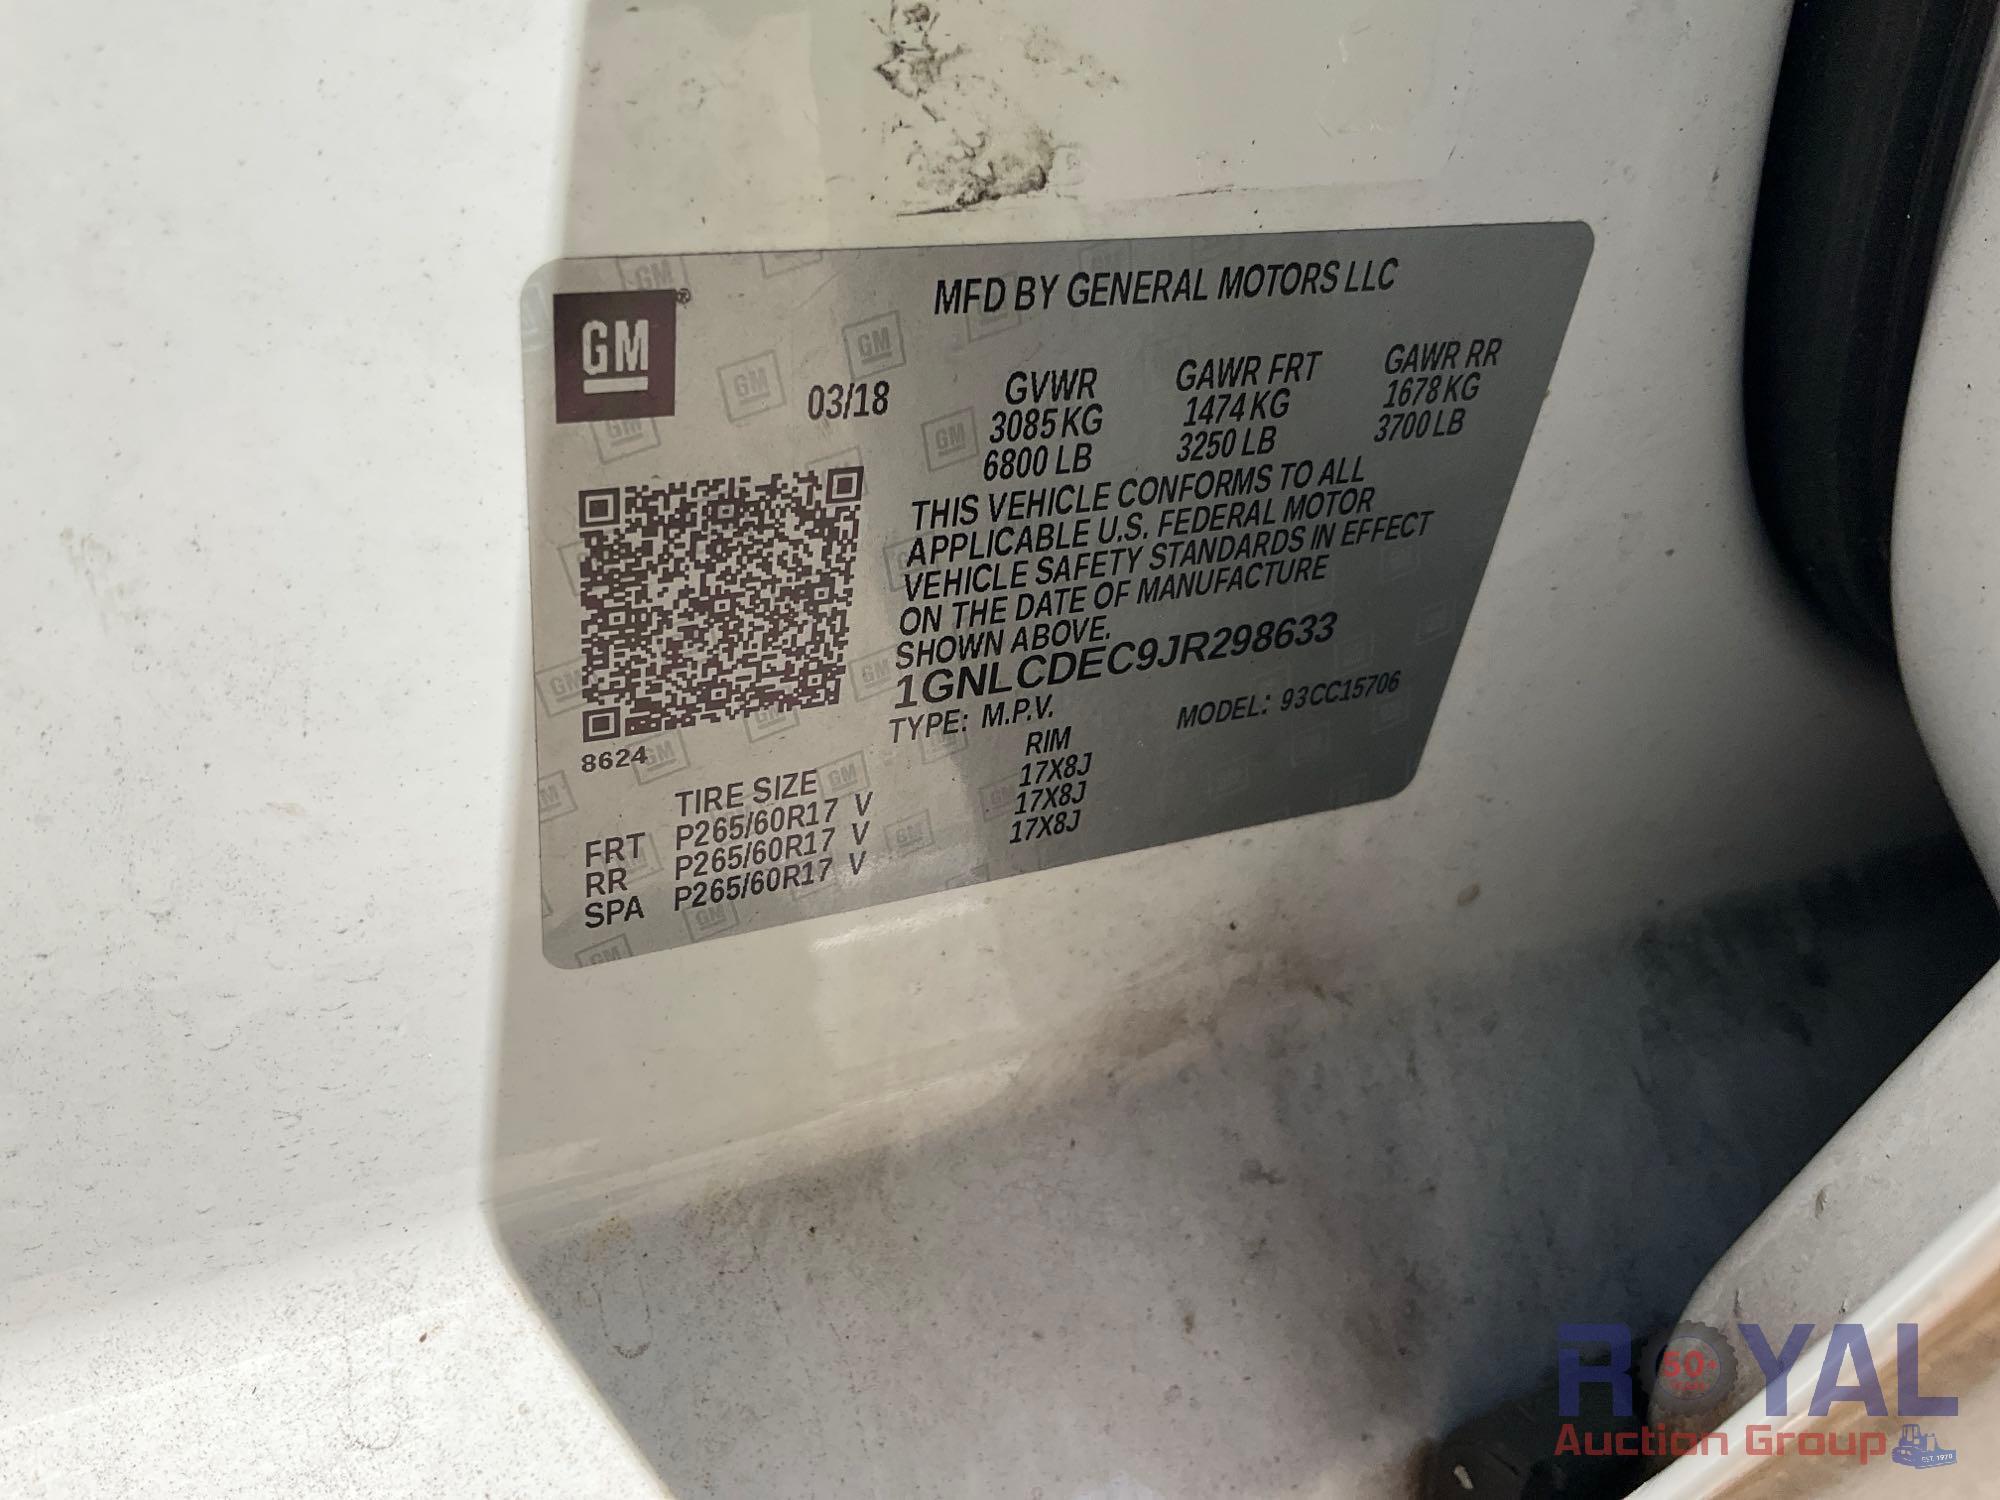 MFD BY GENERAL MOTORS LLC
GM®
03/18
GVWR GAWR FRT GAWR RR
3085 KG 1474 KG 1678 KG
6800 LB 3250 LB 3700 LB
THIS VEHICLE CONFORMS TO ALL
APPLICABLE U.S. FEDERAL MOTOR
VEHICLE SAFETY STANDARDS IN EFFECT
ON THE DATE OF MANUFACTURE
SHOWN ABOVE.
1GNLCDEC9JR298633
TYPE: M.P.V. MODEL: 93CC15706
8624
TIRE SIZE RIM
FRT P265/60R17 V 17X8J
RR P265/60R17 V 17X8J
SPA P265/60R17 V 17X8J
ROYAL
50+
Auction Group
EST. 1970